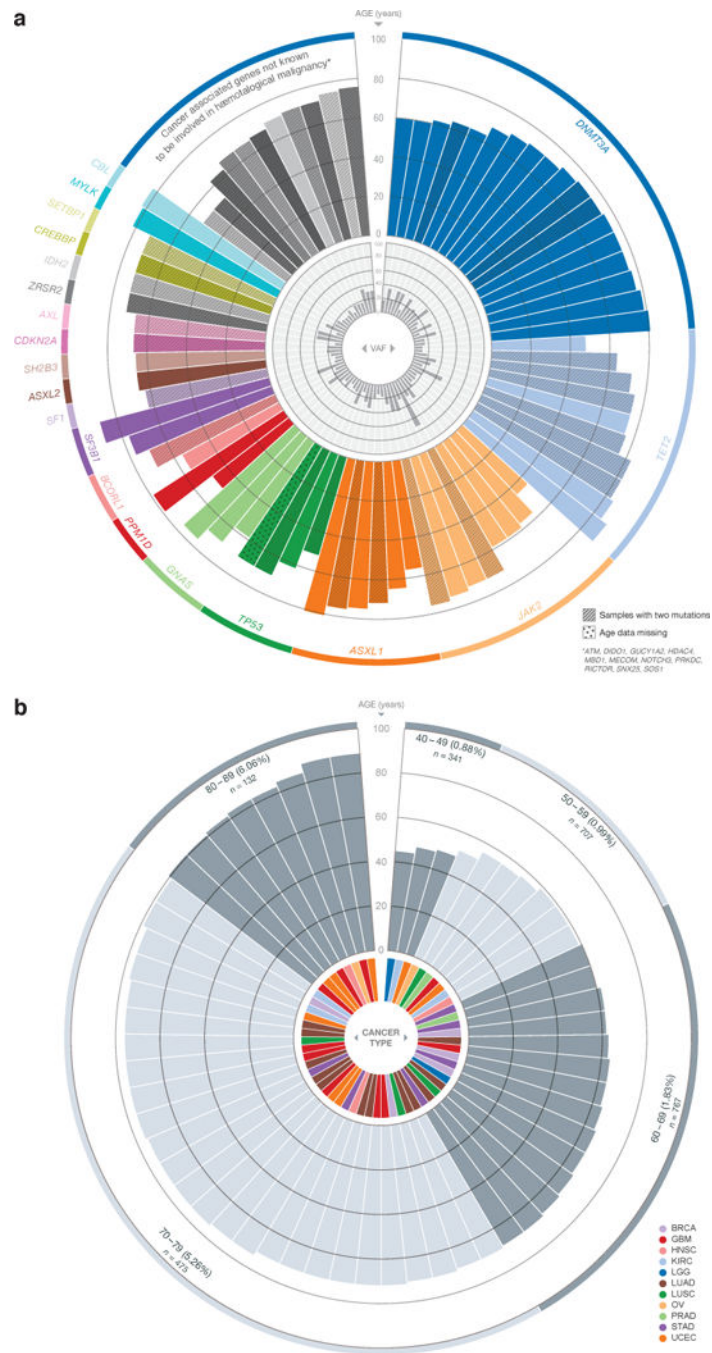 a
AGE (years)
100
80
60
40
20
0
Cancer associated genes not known
to be involved in hæmotalogical malignancy*
DNMT3A
TET2
JAK2
ASXL1
TP53
GNAS
PPM1D
BCORL1
SF3B1
SF1
ASXL2
SH2B3
CDKN2A
AXL
ZRSR2
IDH2
CREBBP
SETBP1
MYLK
CBL
VAF
Samples with two mutations
Age data missing
*ATM, DIDO1, GUCY1A2, HDAC4,
MBD1, MECOM, NOTCH3, PRKDC,
RICTOR, SNX25, SOS1
b
AGE (years)
100
80
60
40
20
0
40–49 (0.88%)
n = 341
50–59 (0.99%)
n = 707
60–69 (1.83%)
n = 767
70–79 (5.26%)
n = 475
80–89 (6.06%)
n = 132
CANCER
TYPE
BRCA
GBM
HNSC
KIRC
LGG
LUAD
LUSC
OV
PRAD
STAD
UCEC